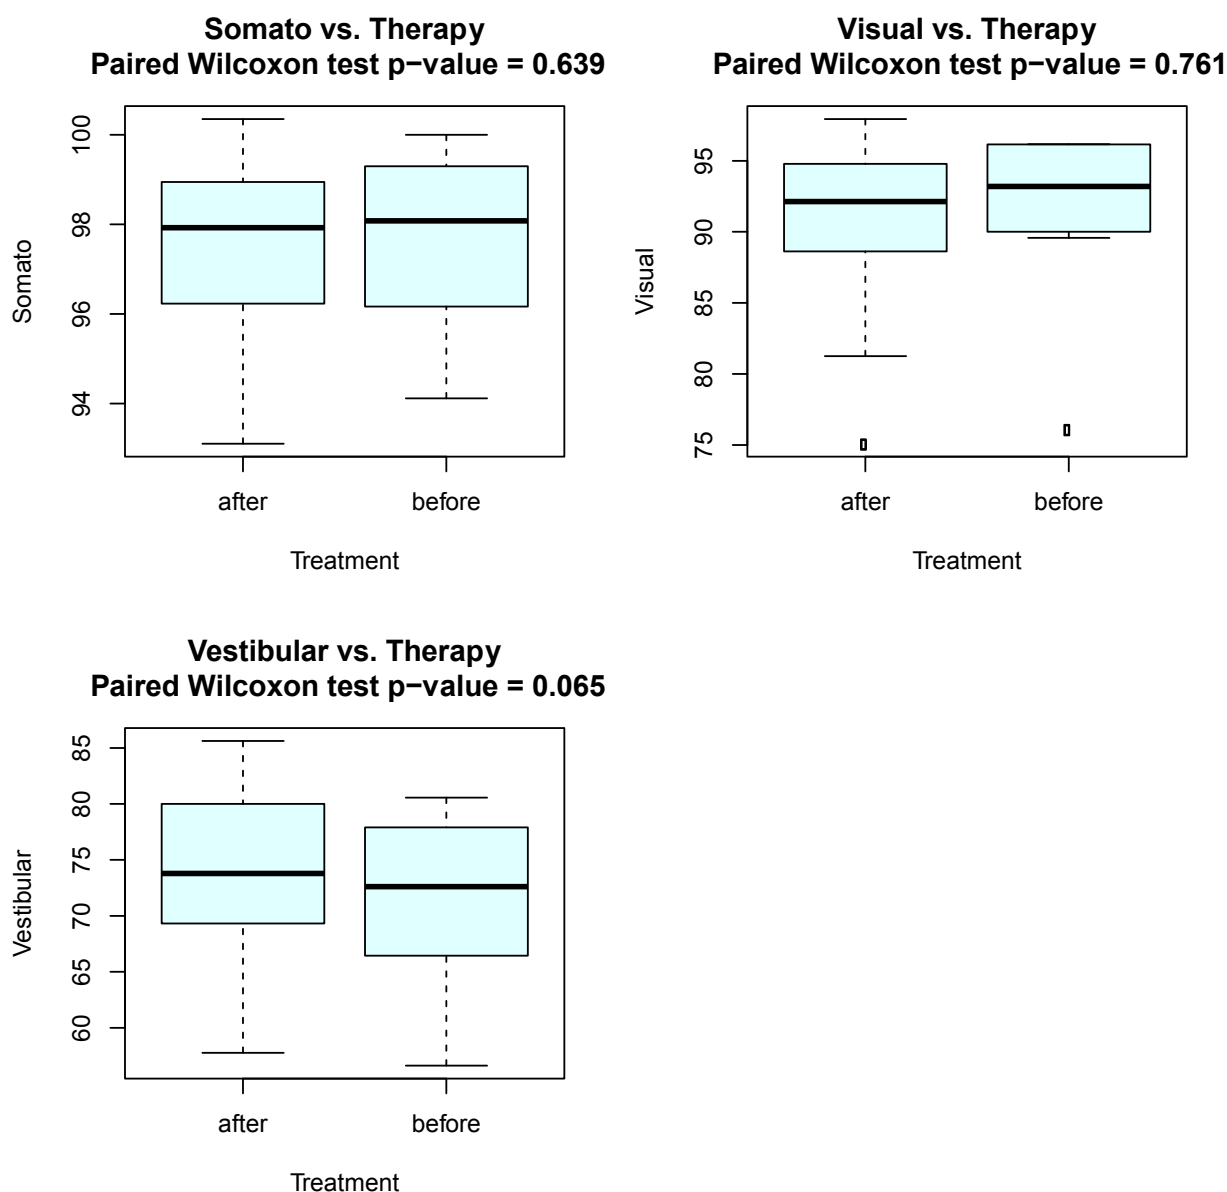 Somato vs. Therapy
Paired Wilcoxon test p−value = 0.639
Somato
100
98
96
94
after
before
Treatment
Visual vs. Therapy
Paired Wilcoxon test p−value = 0.761
Visual
95
90
85
80
75
after
before
Treatment
Vestibular vs. Therapy
Paired Wilcoxon test p−value = 0.065
Vestibular
85
80
75
70
65
60
after
before
Treatment